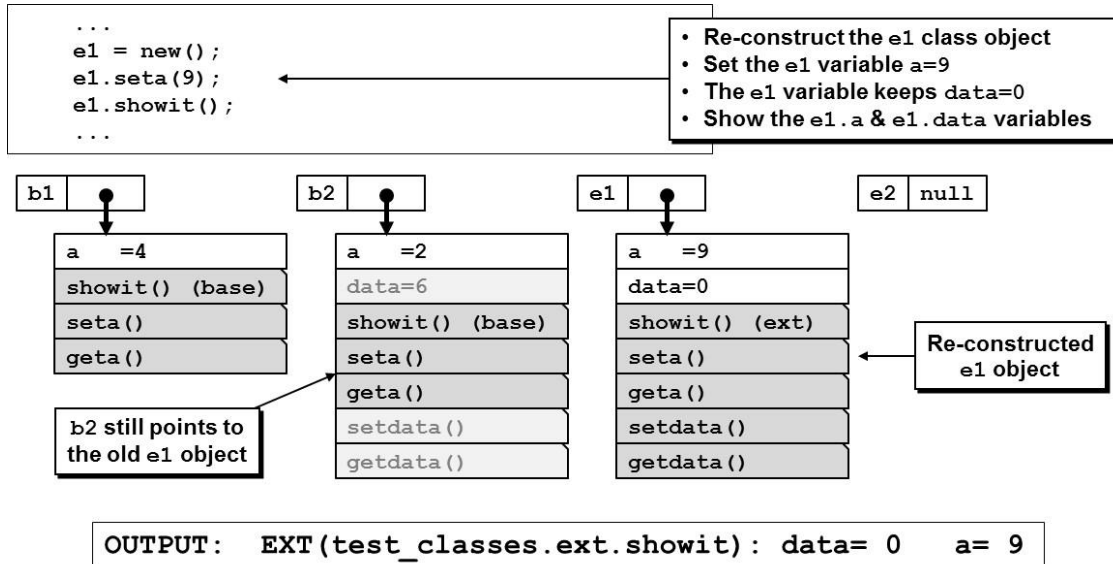 ...
e1 = new();
e1.seta(9);
e1.showit();
...
• Re-construct the e1 class object
• Set the e1 variable a=9
• The e1 variable keeps data=0
• Show the e1.a & e1.data variables
b1
b2
e1
e2 null
a =4
showit() (base)
seta()
geta()
a =2
data=6
showit() (base)
seta()
geta()
setdata()
getdata()
a =9
data=0
showit() (ext)
seta()
geta()
setdata()
getdata()
b2 still points to
the old e1 object
Re-constructed
e1 object
OUTPUT: EXT(test_classes.ext.showit): data= 0 a= 9